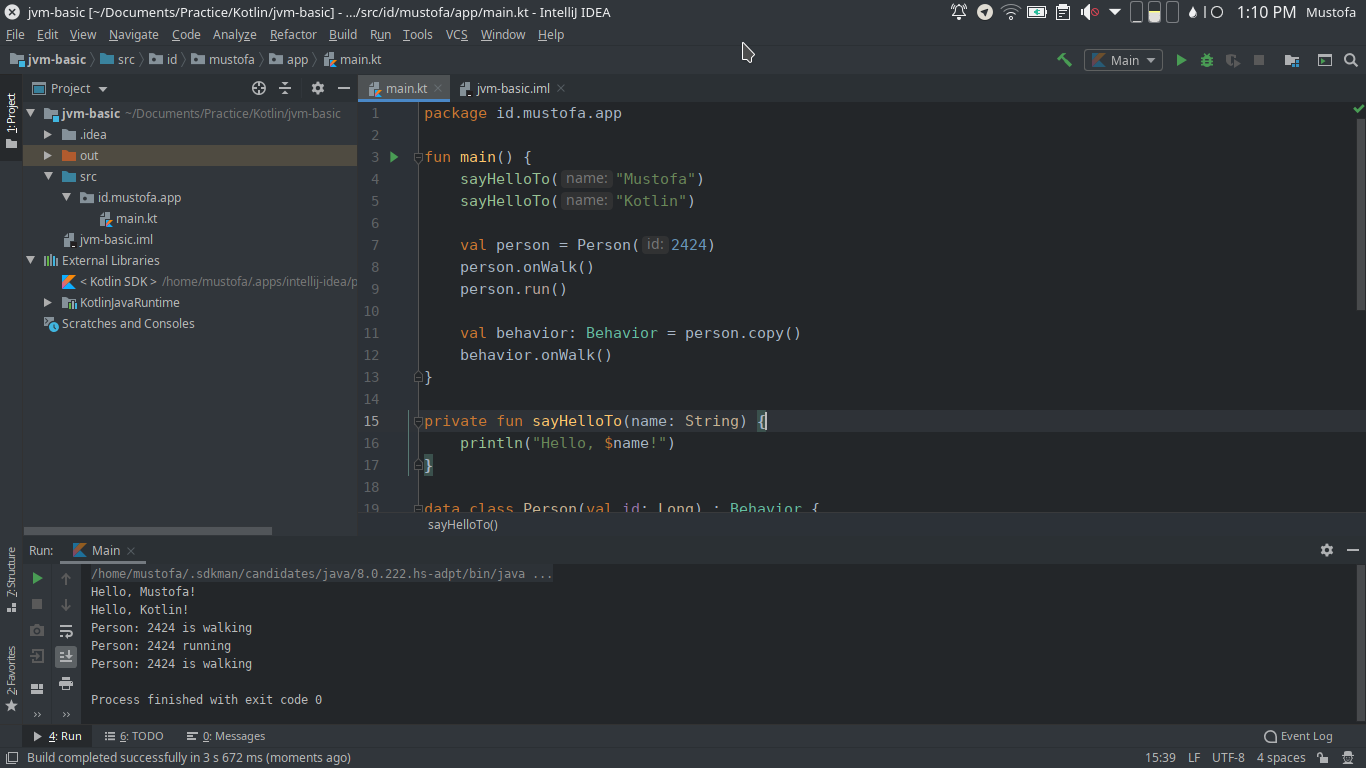 jvm-basic [~/Documents/Practice/Kotlin/jvm-basic] - .../src/id/mustofa/app/main.kt - IntelliJ IDEA
1:10 PM Mustofa
File Edit View Navigate Code Analyze Refactor Build Run Tools VCS Window Help
jvm-basic src id mustofa app main.kt
Main
Project
main.kt
jvm-basic.iml
1: Project
jvm-basic ~/Documents/Practice/Kotlin/jvm-basic
.idea
out
src
id.mustofa.app
main.kt
jvm-basic.iml
External Libraries
< Kotlin SDK > /home/mustofa/.apps/intellij-idea/p
KotlinJavaRuntime
Scratches and Consoles
1 package id.mustofa.app
2
3 fun main() {
4 sayHelloTo( name: "Mustofa")
5 sayHelloTo( name: "Kotlin")
6
7 val person = Person( id: 2424)
8 person.onWalk()
9 person.run()
10
11 val behavior: Behavior = person.copy()
12 behavior.onWalk()
13 }
14
15 private fun sayHelloTo(name: String) {
16 println("Hello, $name!")
17 }
18
19 data class Person(val id: Long) : Behavior {
sayHelloTo()
7: Structure
2: Favorites
Run: Main
/home/mustofa/.sdkman/candidates/java/8.0.222.hs-adpt/bin/java ...
Hello, Mustofa!
Hello, Kotlin!
Person: 2424 is walking
Person: 2424 running
Person: 2424 is walking
Process finished with exit code 0
4: Run 6: TODO 0: Messages Event Log
Build completed successfully in 3 s 672 ms (moments ago) 15:39 LF UTF-8 4 spaces